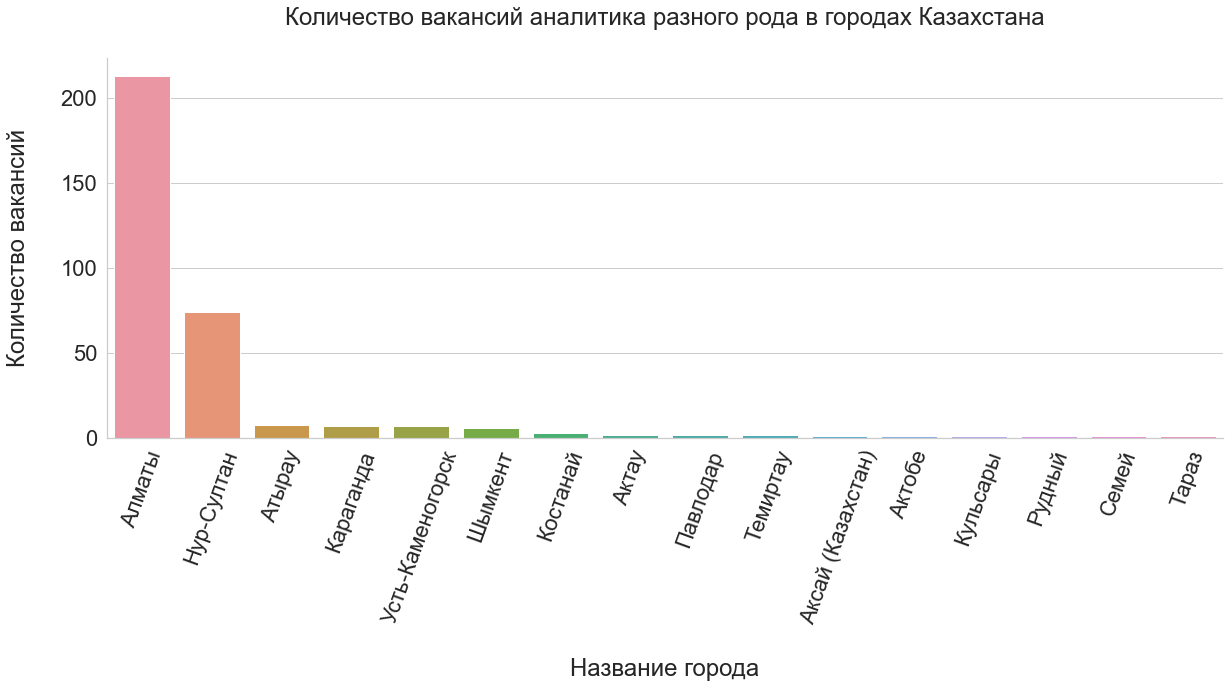 Количество вакансий аналитика разного рода в городах Казахстана
Количество вакансий
200
150
100
50
0
Алматы
Нур-Султан
Атырау
Караганда
Усть-Каменогорск
Шымкент
Костанай
Актау
Павлодар
Темиртау
Аксай (Казахстан)
Актобе
Кульсары
Рудный
Семей
Тараз
Название города